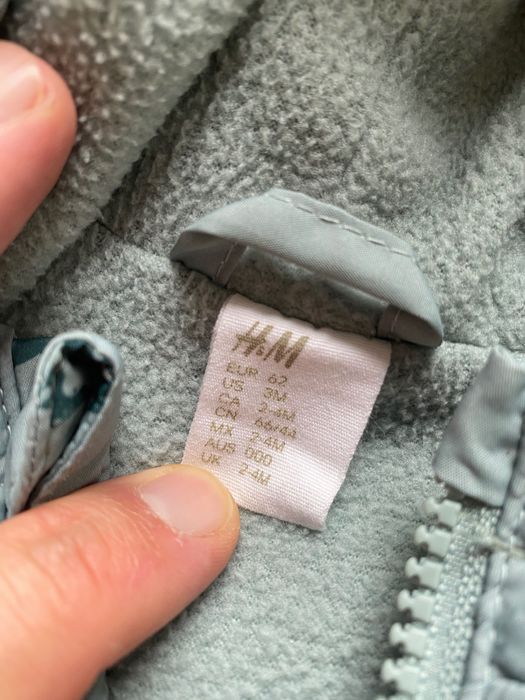 H&M
EUR 62
US 3M
CA 2-4M
CN 66/44
MX 2-4M
AUS 000
UK 2-4M